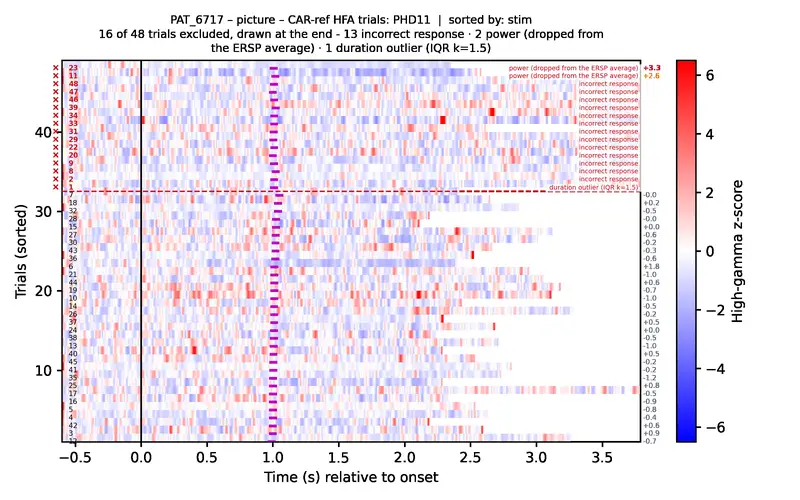 PAT_6717 – picture – CAR-ref HFA trials: PHD11 | sorted by: stim
16 of 48 trials excluded, drawn at the end - 13 incorrect response · 2 power (dropped from
the ERSP average) · 1 duration outlier (IQR k=1.5)
× 23 power (dropped from the ERSP average) +3.3
× 11 power (dropped from the ERSP average) +2.6
× 48 incorrect response
× 47 incorrect response
× 46 incorrect response
× 39 incorrect response
× 34 incorrect response
× 33 incorrect response
× 31 incorrect response
× 29 incorrect response
× 22 incorrect response
× 20 incorrect response
× 9 incorrect response
× 8 incorrect response
× 2 incorrect response
× 1 duration outlier (IQR k=1.5)
7 -0.0
18 +0.2
32 -0.5
28 -0.0
15 +0.0
27 -0.6
30 -0.2
43 -0.3
36 -0.6
6 +1.8
21 -1.0
44 +0.6
19 -0.7
10 -1.0
14 -0.5
26 -0.2
37 +0.5
24 +0.0
38 -0.5
13 -1.0
40 +0.5
45 -0.2
41 -0.2
35 -1.2
25 +0.8
17 -0.5
16 -0.9
5 -0.8
4 -0.4
42 +0.6
3 +0.9
12 -0.7
40
30
20
10
Trials (sorted)
−0.5 0.0 0.5 1.0 1.5 2.0 2.5 3.0 3.5
Time (s) relative to onset
6
4
2
0
−2
−4
−6
High-gamma z-score